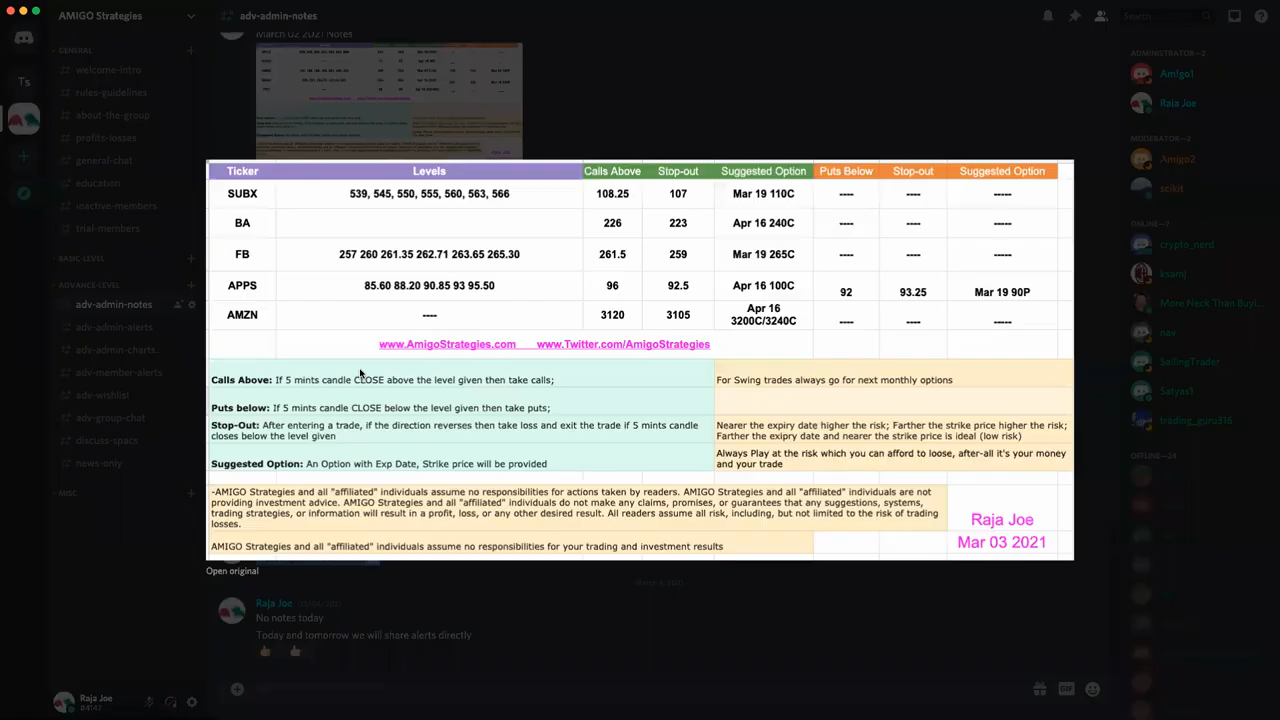 AMIGO Strategies
adv-admin-notes
Search
GENERAL
welcome-intro
rules-guidelines
about-the-group
profits-losses
general-chat
education
inactive-members
trial-members
BASIC-LEVEL
ADVANCE-LEVEL
adv-admin-notes
adv-admin-alerts
adv-admin-charts
adv-member-alerts
adv-wishlist
adv-group-chat
discuss-spacs
news-only
MISC
Ts
Raja Joe
March 02 2021 Notes
Ticker Levels Calls Above Stop-out Suggested Option Puts Below Stop-out Suggested Option
SUBX 539, 545, 550, 555, 560, 563, 566 108.25 107 Mar 19 110C ---- ---- -----
BA 226 223 Apr 16 240C ---- ---- -----
FB 257 260 261.35 262.71 263.65 265.30 261.5 259 Mar 19 265C ---- ---- -----
APPS 85.60 88.20 90.85 93 95.50 96 92.5 Apr 16 100C 92 93.25 Mar 19 90P
AMZN ---- 3120 3105 Apr 16 3200C/3240C ---- ---- -----
www.AmigoStrategies.com www.Twitter.com/AmigoStrategies
Calls Above: If 5 mints candle CLOSE above the level given then take calls;
For Swing trades always go for next monthly options
Puts below: If 5 mints candle CLOSE below the level given then take puts;
Stop-Out: After entering a trade, if the direction reverses then take loss and exit the trade if 5 mints candle
closes below the level given
Nearer the expiry date higher the risk; Farther the strike price higher the risk;
Farther the expiry date and nearer the strike price is ideal (low risk)
Suggested Option: An Option with Exp Date, Strike price will be provided
Always Play at the risk which you can afford to loose, after-all it's your money
and your trade
-AMIGO Strategies and all "affiliated" individuals assume no responsibilities for actions taken by readers. AMIGO Strategies and all "affiliated" individuals are not
providing investment advice. AMIGO Strategies and all "affiliated" individuals do not make any claims, promises, or guarantees that any suggestions, systems,
trading strategies, or information will result in a profit, loss, or any other desired result. All readers assume all risk, including, but not limited to the risk of trading
losses.
AMIGO Strategies and all "affiliated" individuals assume no responsibilities for your trading and investment results
Raja Joe
Mar 03 2021
Open original
Raja Joe
No notes today
Today and tomorrow we will share alerts directly
GIF
ADMINISTRATOR—2
Amigo1
Raja Joe
MODERATOR—2
Amigo2
scikit
ONLINE—7
crypto_nerd
ksamj
More Neck Than Buyi...
nav
SailingTrader
Satyas1
trading_guru316
OFFLINE—24